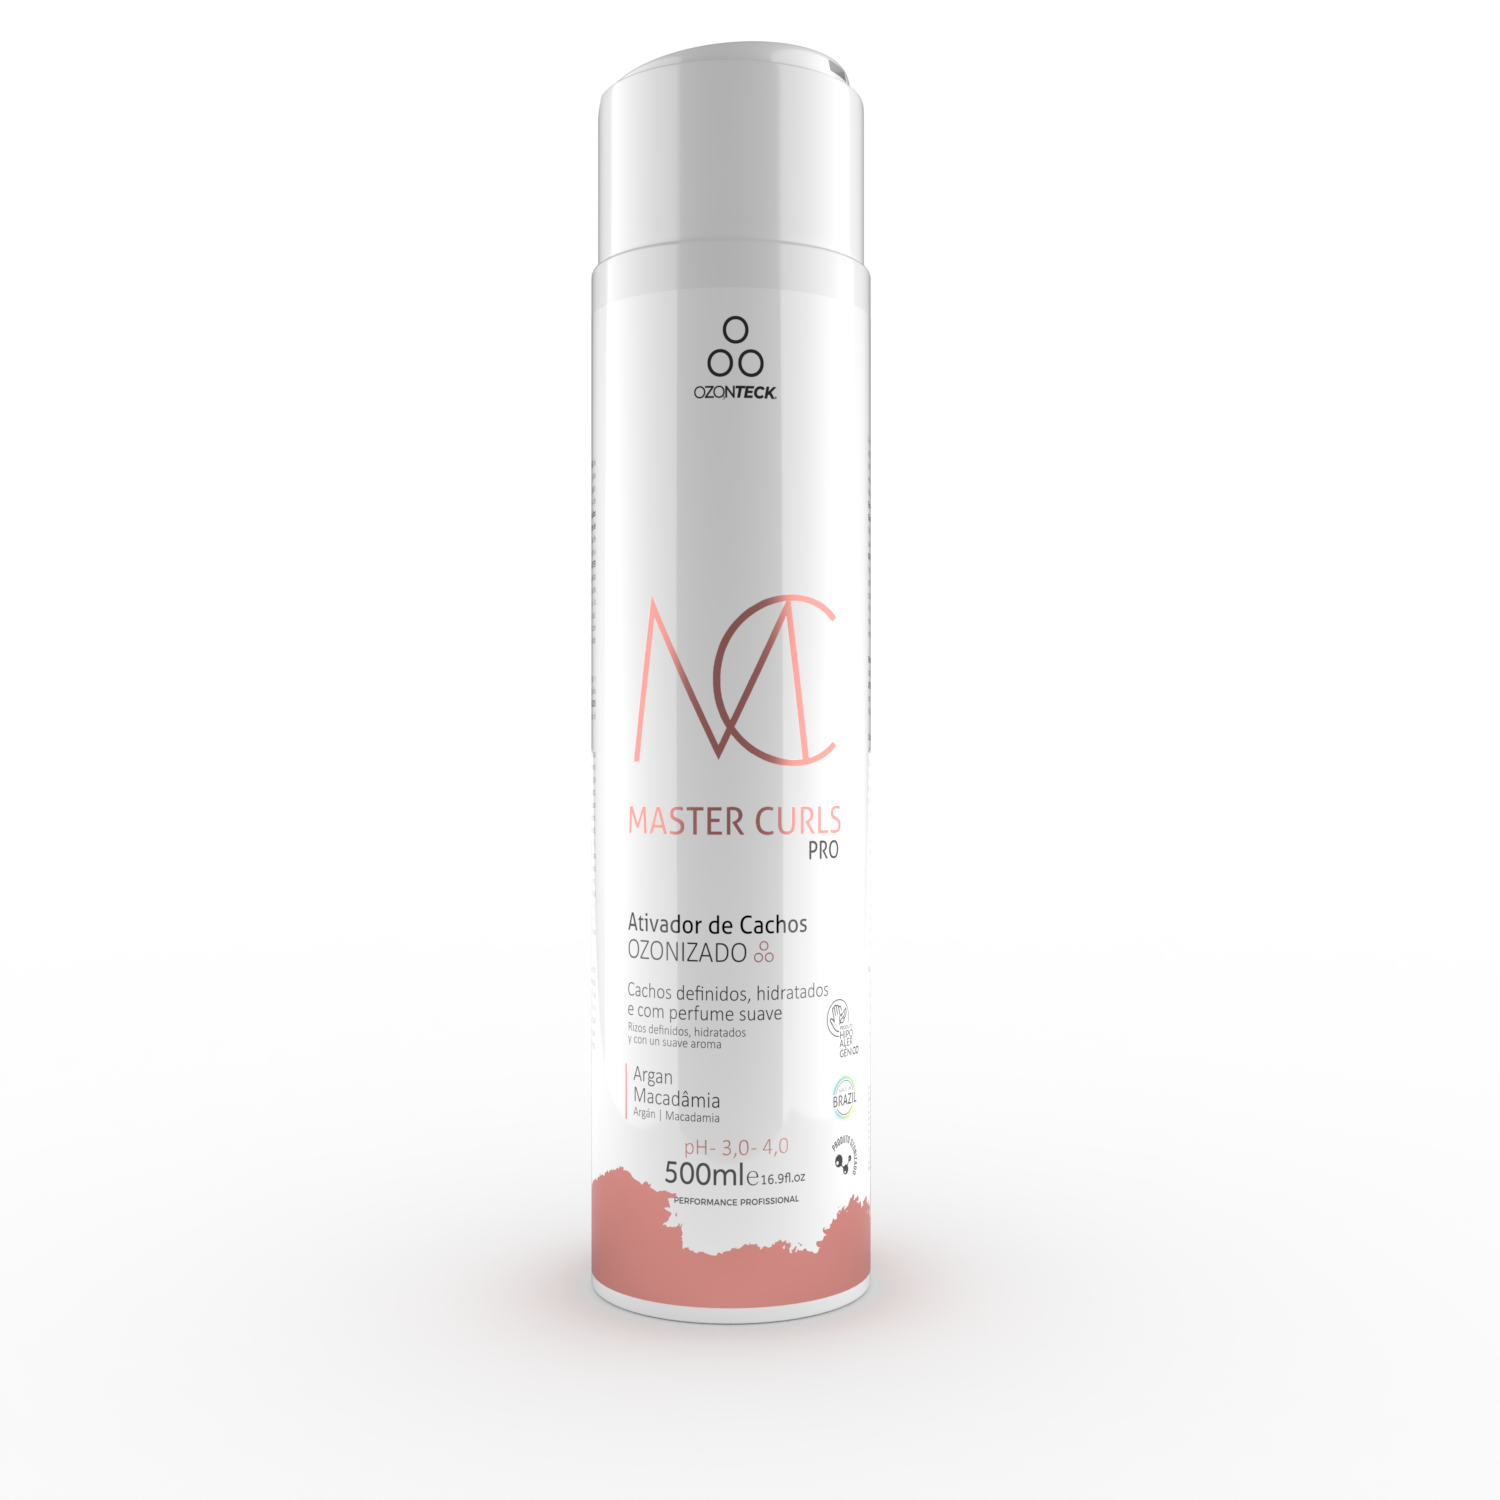 OZONTECK
MC
MASTER CURLS
PRO
Ativador de Cachos
OZONIZADO
Cachos definidos, hidratados
e com perfume suave
Rizos definidos, hidratados
y con un suave aroma
Argan
Macadâmia
Argán | Macadamia
pH- 3,0- 4,0
500ml e 16.9fl.oz
PERFORMANCE PROFISSIONAL
HIPO
ALER
GÊNICO
BRAZIL
PRODUTO OZONIZADO